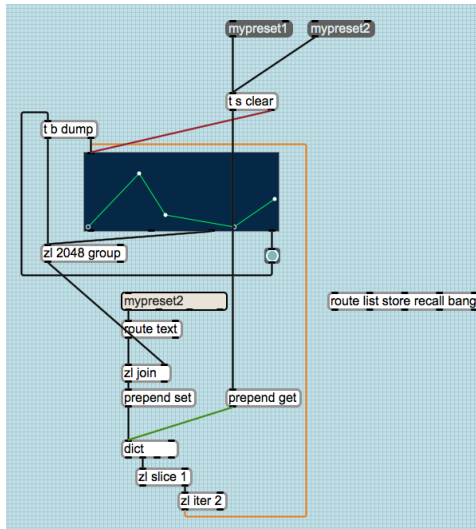 mypreset1
mypreset2
t s clear
t b dump
zl 2048 group
mypreset2
route list store recall bang
route text
zl join
prepend set
prepend get
dict
zl slice 1
zl iter 2